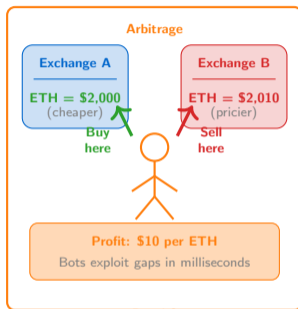 Arbitrage
Exchange A
ETH = $2,000
(cheaper)
Exchange B
ETH = $2,010
(pricier)
Buy
here
Sell
here
Profit: $10 per ETH
Bots exploit gaps in milliseconds